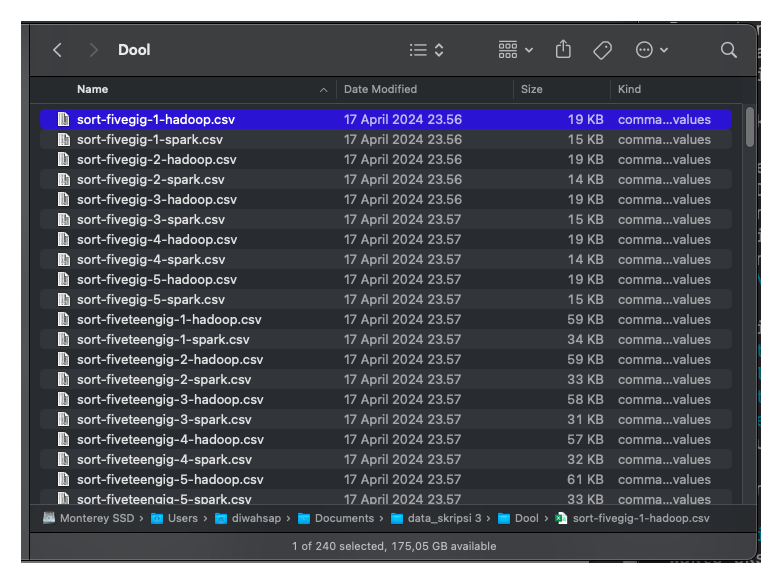 Dool
Name Date Modified Size Kind
sort-fivegig-1-hadoop.csv 17 April 2024 23.56 19 KB comma...values
sort-fivegig-1-spark.csv 17 April 2024 23.56 15 KB comma...values
sort-fivegig-2-hadoop.csv 17 April 2024 23.56 19 KB comma...values
sort-fivegig-2-spark.csv 17 April 2024 23.56 14 KB comma...values
sort-fivegig-3-hadoop.csv 17 April 2024 23.56 19 KB comma...values
sort-fivegig-3-spark.csv 17 April 2024 23.57 15 KB comma...values
sort-fivegig-4-hadoop.csv 17 April 2024 23.57 19 KB comma...values
sort-fivegig-4-spark.csv 17 April 2024 23.57 14 KB comma...values
sort-fivegig-5-hadoop.csv 17 April 2024 23.57 19 KB comma...values
sort-fivegig-5-spark.csv 17 April 2024 23.57 15 KB comma...values
sort-fiveteengig-1-hadoop.csv 17 April 2024 23.57 59 KB comma...values
sort-fiveteengig-1-spark.csv 17 April 2024 23.57 34 KB comma...values
sort-fiveteengig-2-hadoop.csv 17 April 2024 23.57 59 KB comma...values
sort-fiveteengig-2-spark.csv 17 April 2024 23.57 33 KB comma...values
sort-fiveteengig-3-hadoop.csv 17 April 2024 23.57 58 KB comma...values
sort-fiveteengig-3-spark.csv 17 April 2024 23.57 31 KB comma...values
sort-fiveteengig-4-hadoop.csv 17 April 2024 23.57 57 KB comma...values
sort-fiveteengig-4-spark.csv 17 April 2024 23.57 32 KB comma...values
sort-fiveteengig-5-hadoop.csv 17 April 2024 23.57 61 KB comma...values
sort-fiveteengig-5-spark.csv 17 April 2024 23.57 33 KB comma...values
Monterey SSD › Users › diwahsap › Documents › data_skripsi 3 › Dool › sort-fivegig-1-hadoop.csv
1 of 240 selected, 175,05 GB available